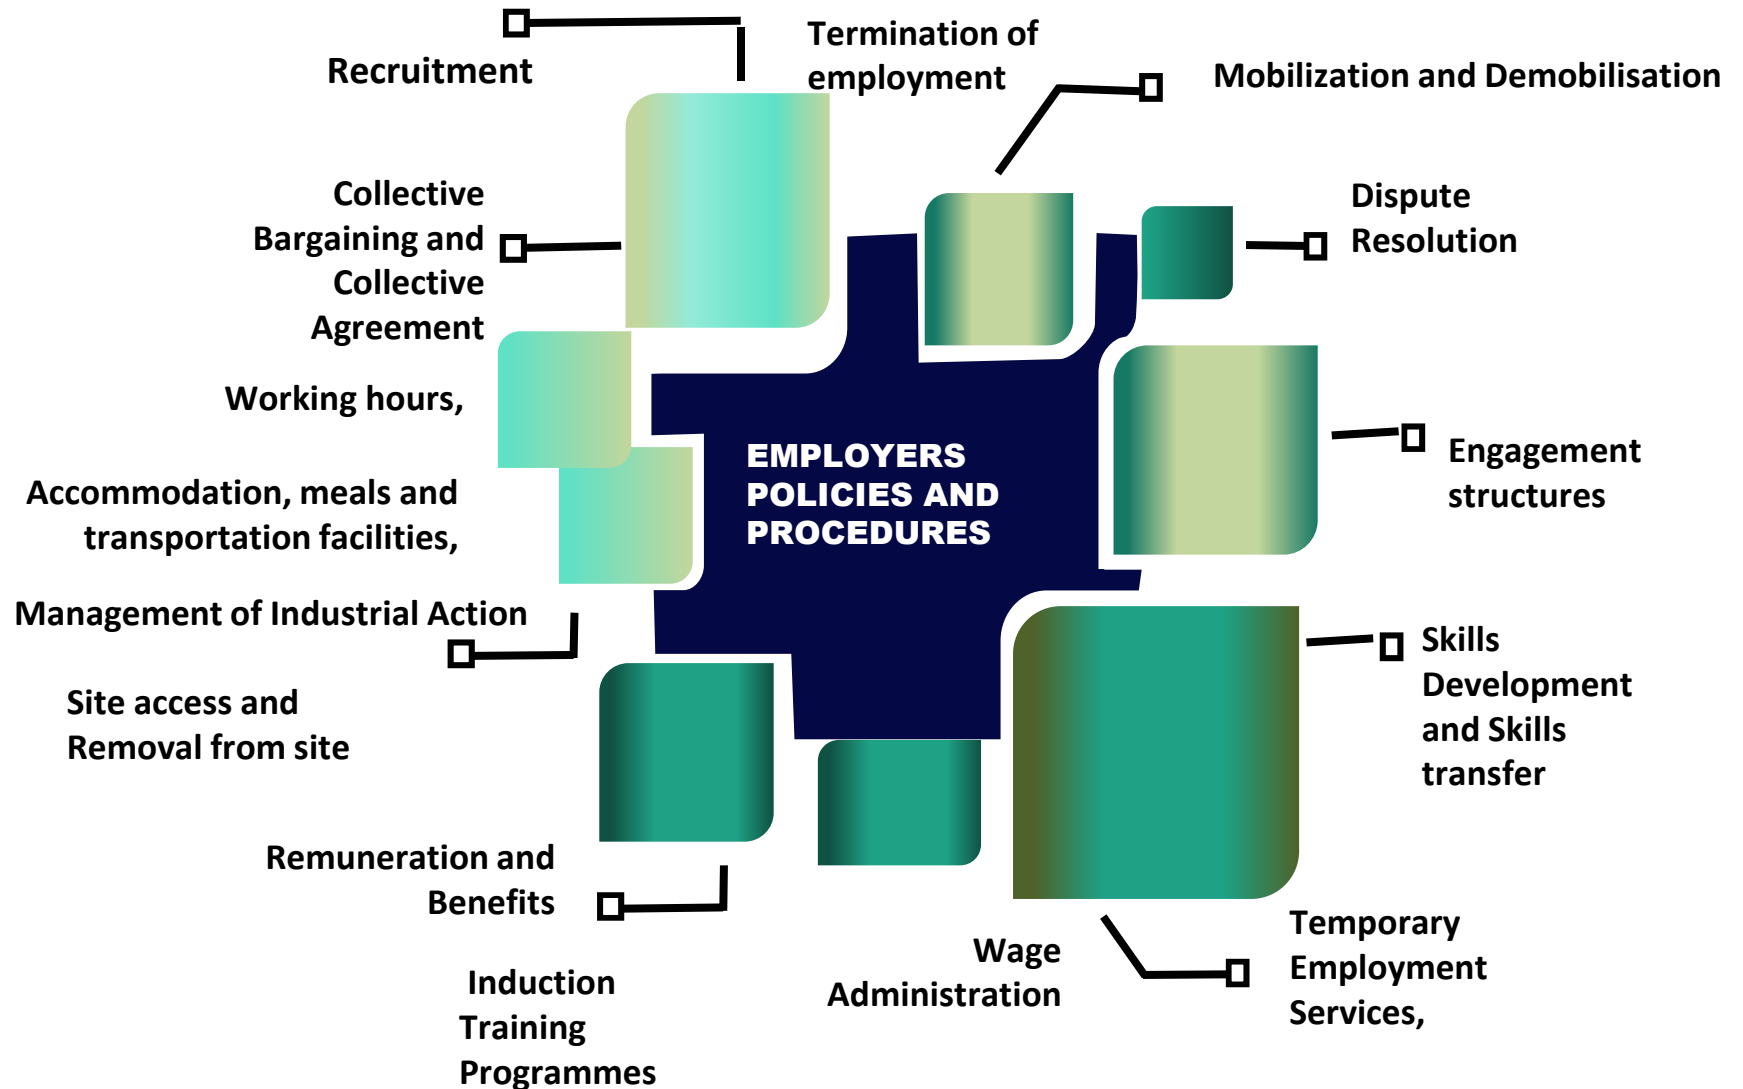 Recruitment
Termination of
employment
Mobilization and Demobilisation
Collective
Bargaining and
Collective
Agreement
Dispute
Resolution
Working hours,
EMPLOYERS
POLICIES AND
PROCEDURES
Engagement
structures
Accommodation, meals and
transportation facilities,
Management of Industrial Action
Skills
Development
and Skills
transfer
Site access and
Removal from site
Remuneration and
Benefits
Wage
Administration
Temporary
Employment
Services,
Induction
Training
Programmes